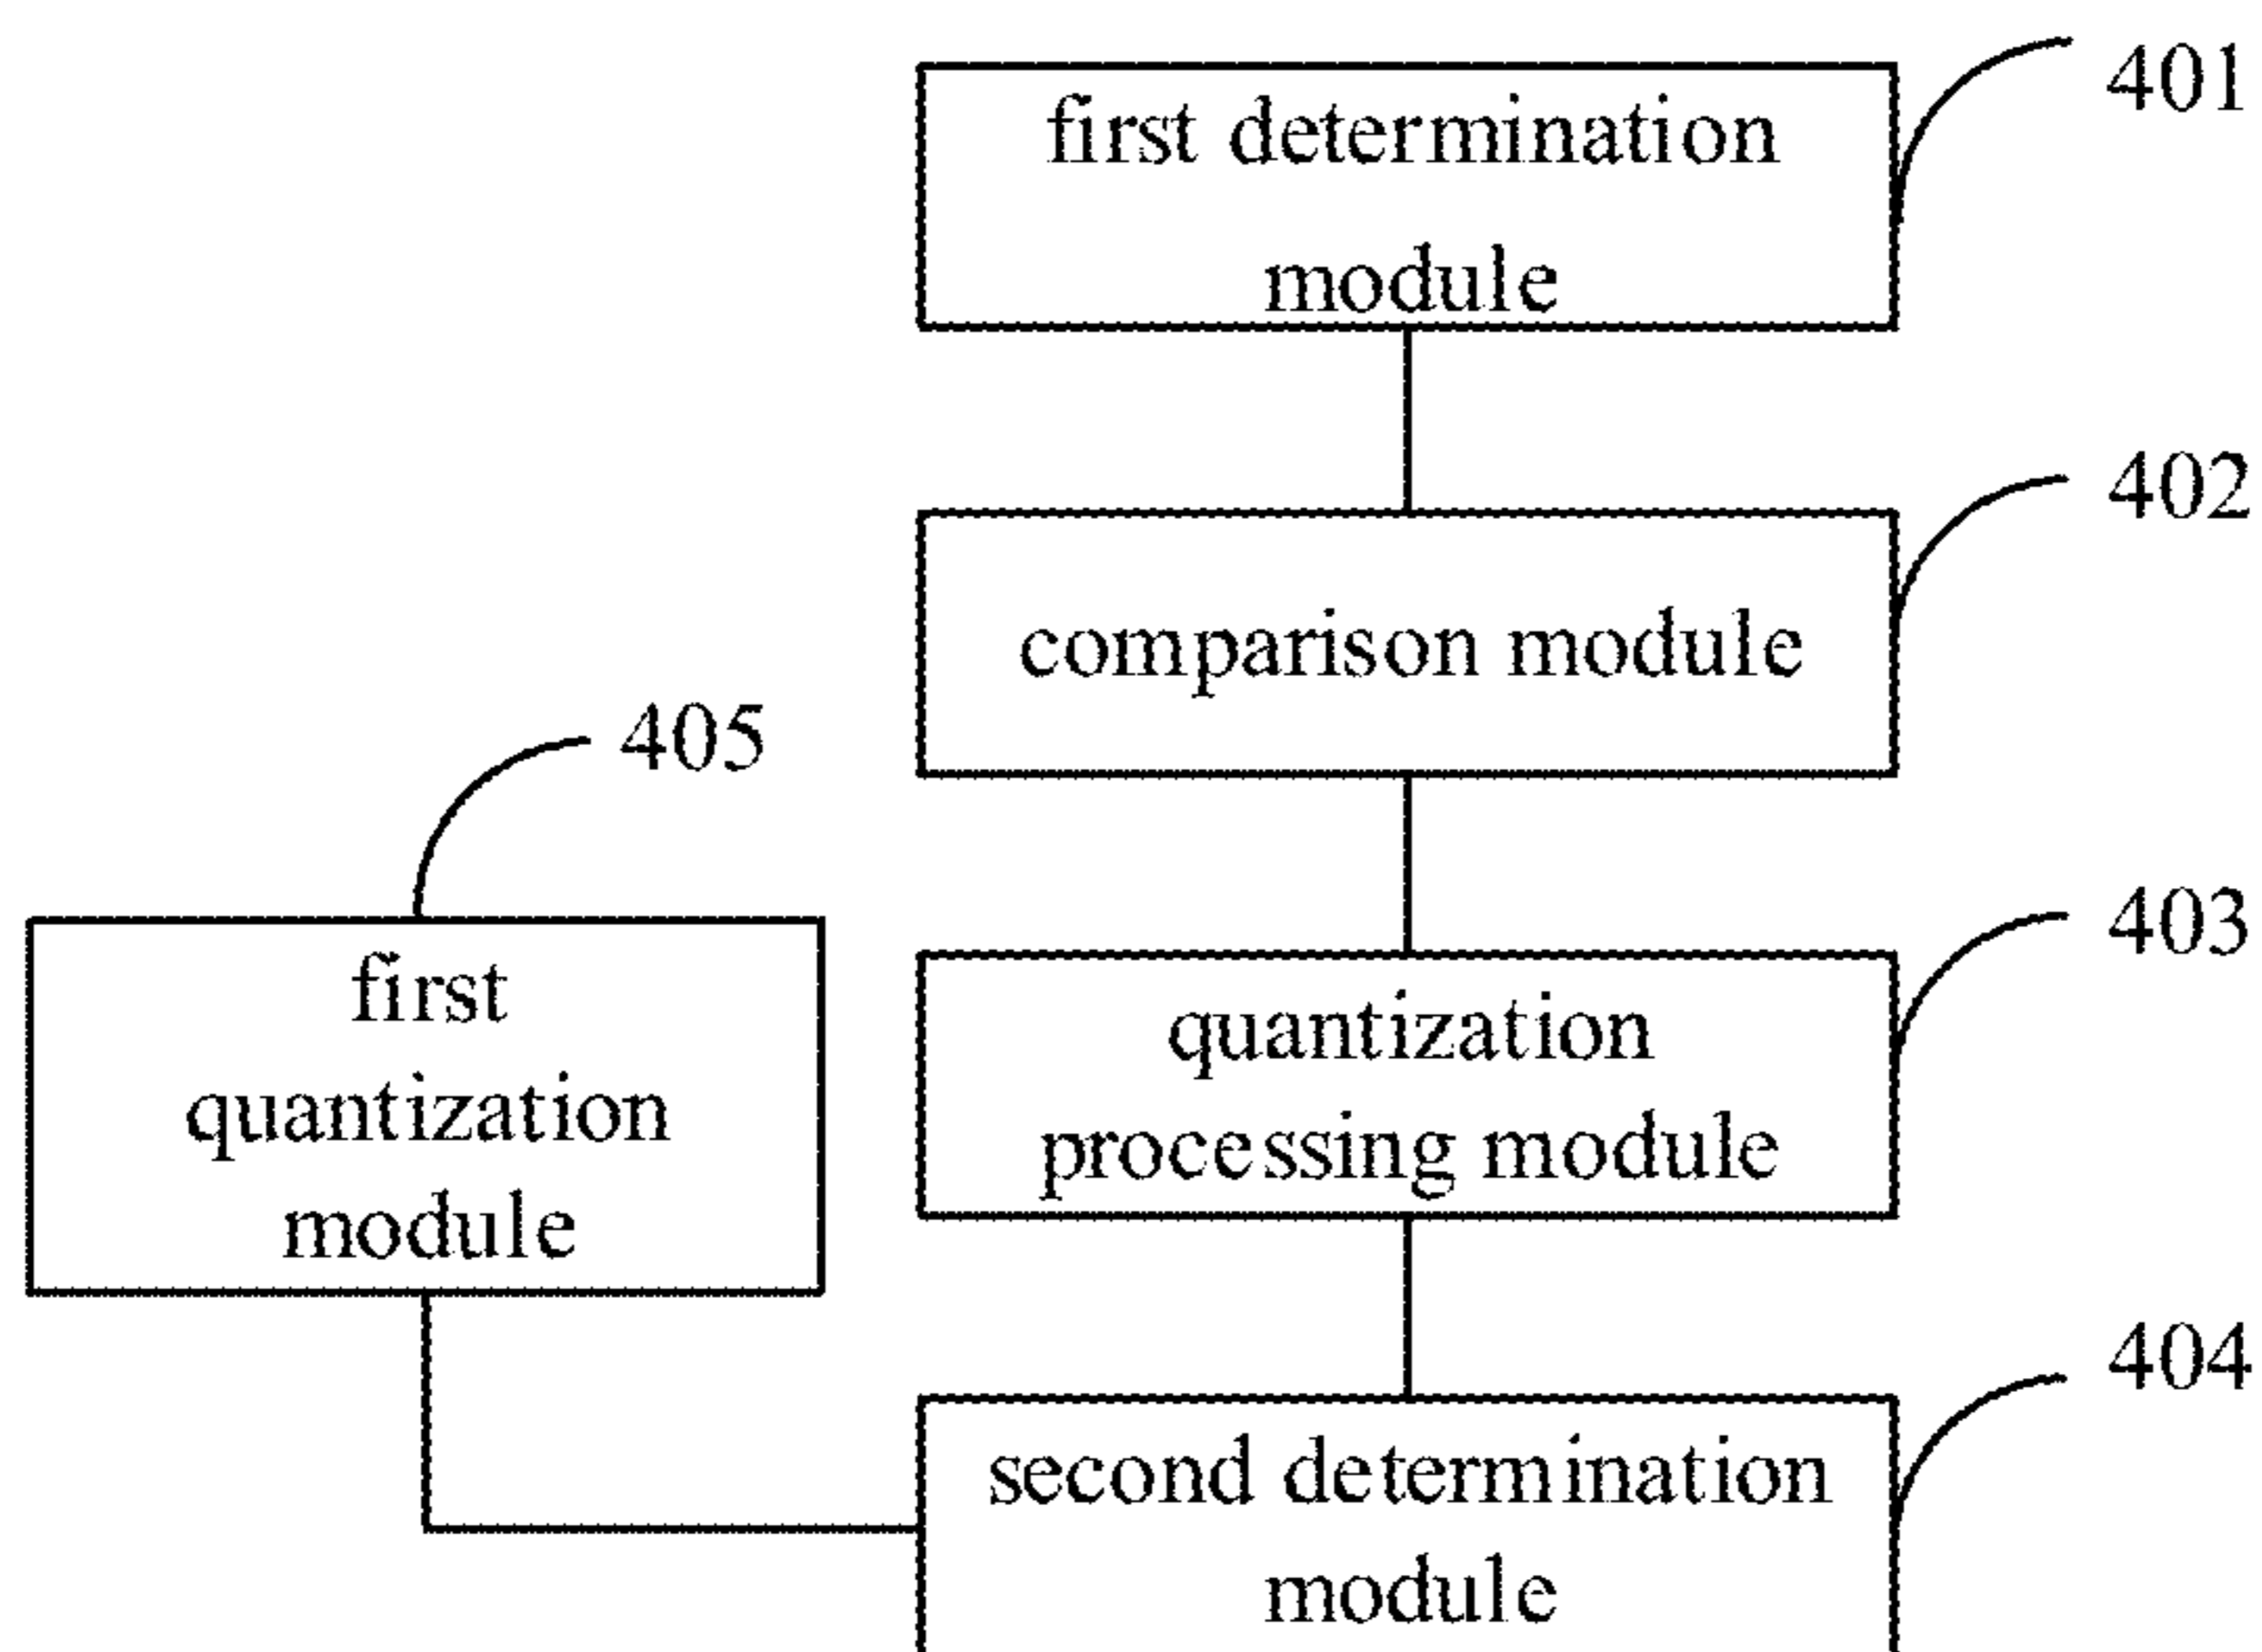 401
first determination
module
402
comparison module
405
403
first
quantization
module
quantization
processing module
404
second determination
module